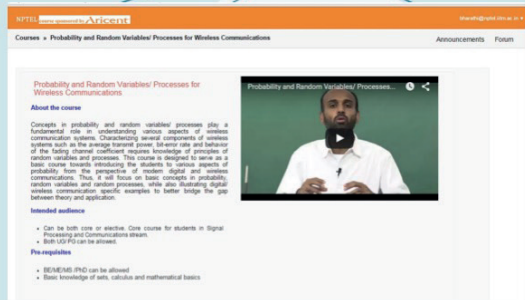 NPTEL course sponsored by Aricent
Courses » Probability and Random Variables/ Processes for Wireless Communications
Announcements Forum
Probability and Random Variables/ Processes for
Wireless Communications
About the course
Concepts in probability and random variables/ processes play a
fundamental role in understanding various aspects of wireless
communication systems. Characterizing several components of wireless
systems such as the average transmit power, bit-error rate and behavior
of the fading channel coefficient requires knowledge of principles of
random variables and processes. This course is designed to serve as a
basic course towards introducing the students to various aspects of
probability from the perspective of modern digital and wireless
communications. Thus, it will focus on basic concepts in probability,
random variables and random processes, while also illustrating digital/
wireless communication specific examples to better bridge the gap
between theory and application.
Intended audience
Can be both core or elective. Core course for students in Signal
Processing and Communications stream.
Both UG/ PG can be allowed.
Pre-requisites
BE/ME/MS /PhD can be allowed
Basic knowledge of sets, calculus and mathematical basics
Probability and Random Variables/ Processes...